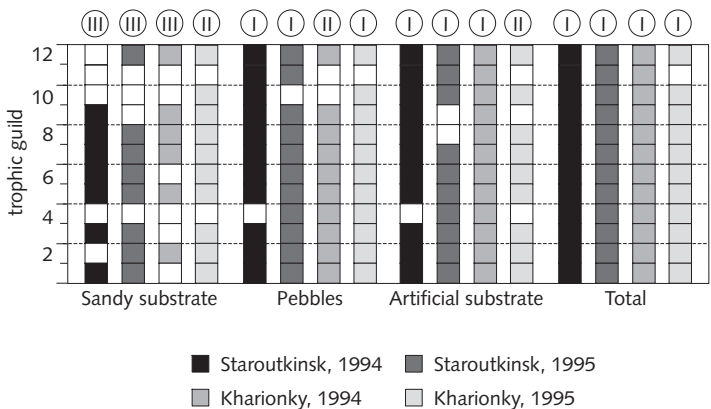 III III III II I I II I I I I II I I I I
12
10
8
6
4
2
trophic guild
Sandy substrate Pebbles Artificial substrate Total
Staroutkinsk, 1994 Staroutkinsk, 1995
Kharionky, 1994 Kharionky, 1995